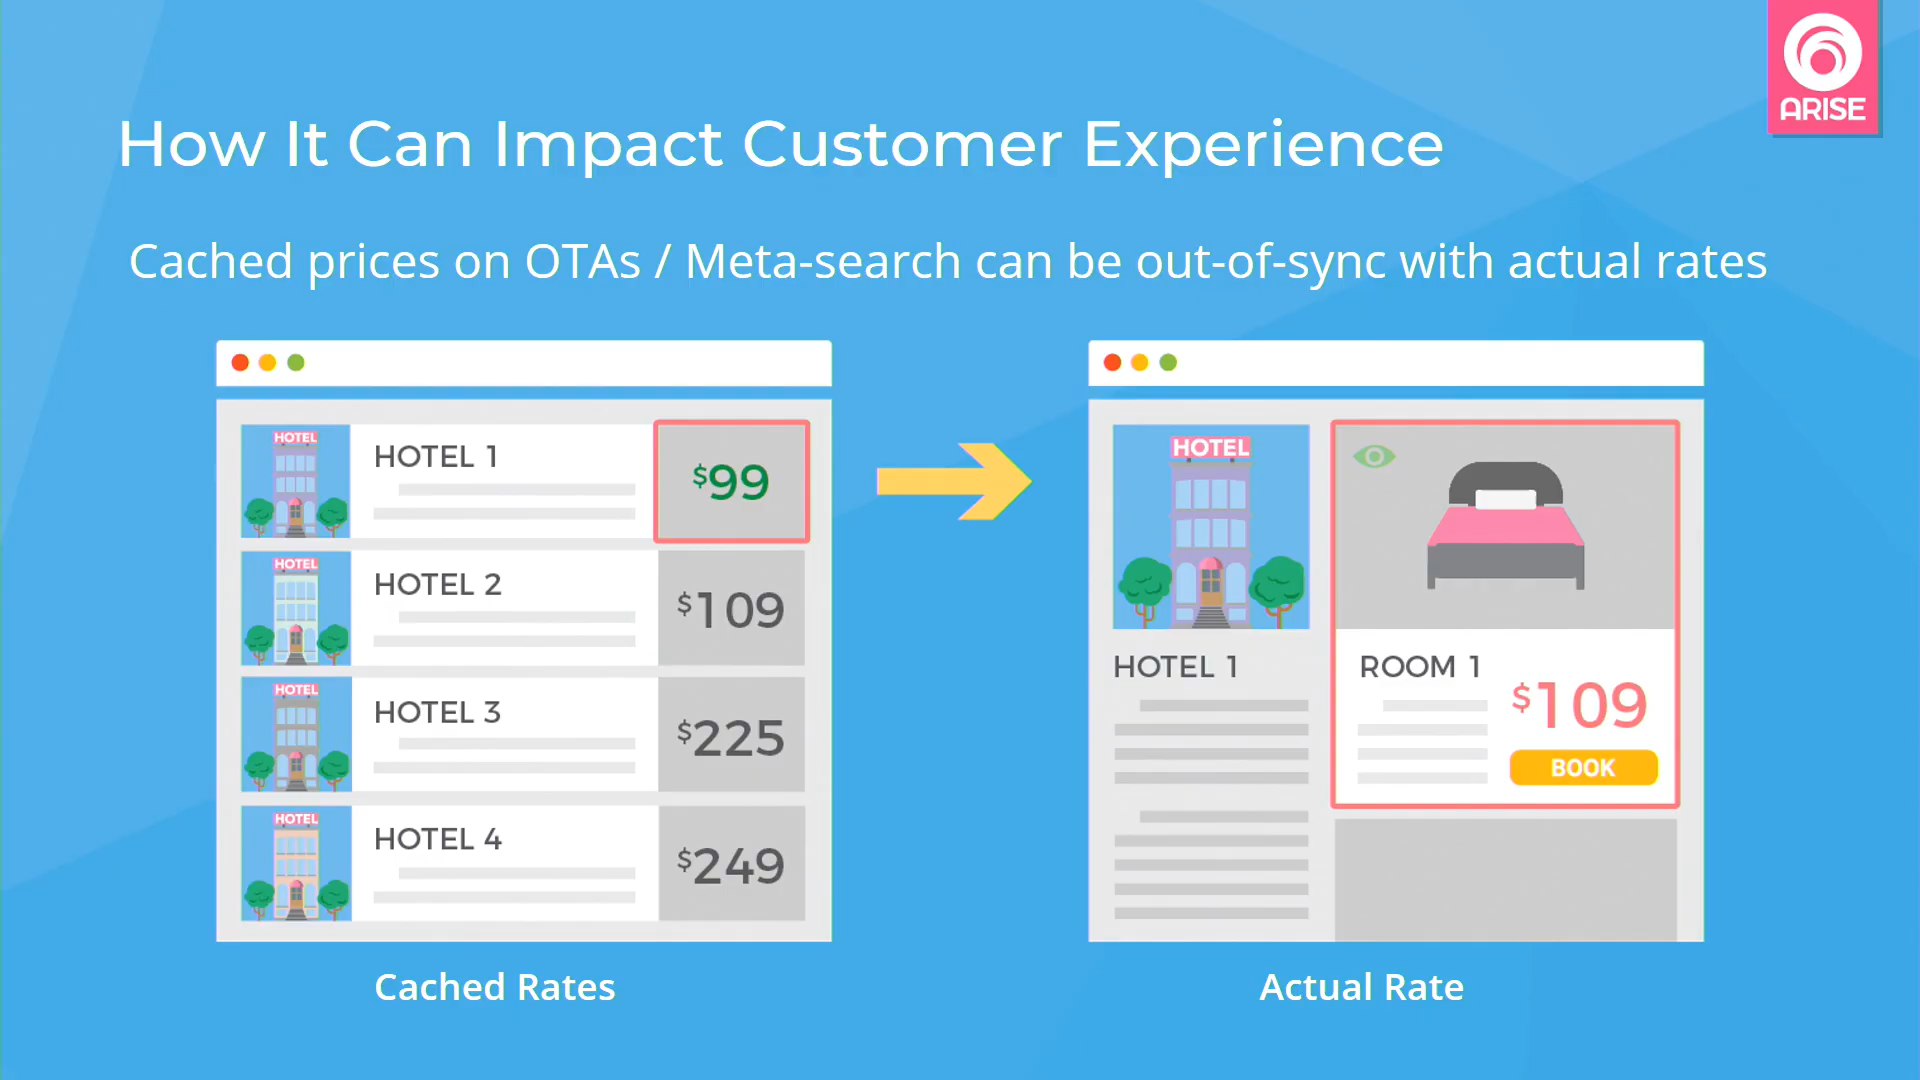 ARISE
How It Can Impact Customer Experience
Cached prices on OTAs / Meta-search can be out-of-sync with actual rates
HOTEL
HOTEL 1
$99
HOTEL
HOTEL 2
$109
HOTEL
HOTEL 3
$225
HOTEL
HOTEL 4
$249
Cached Rates
HOTEL
HOTEL 1
ROOM 1
$109
BOOK
Actual Rate